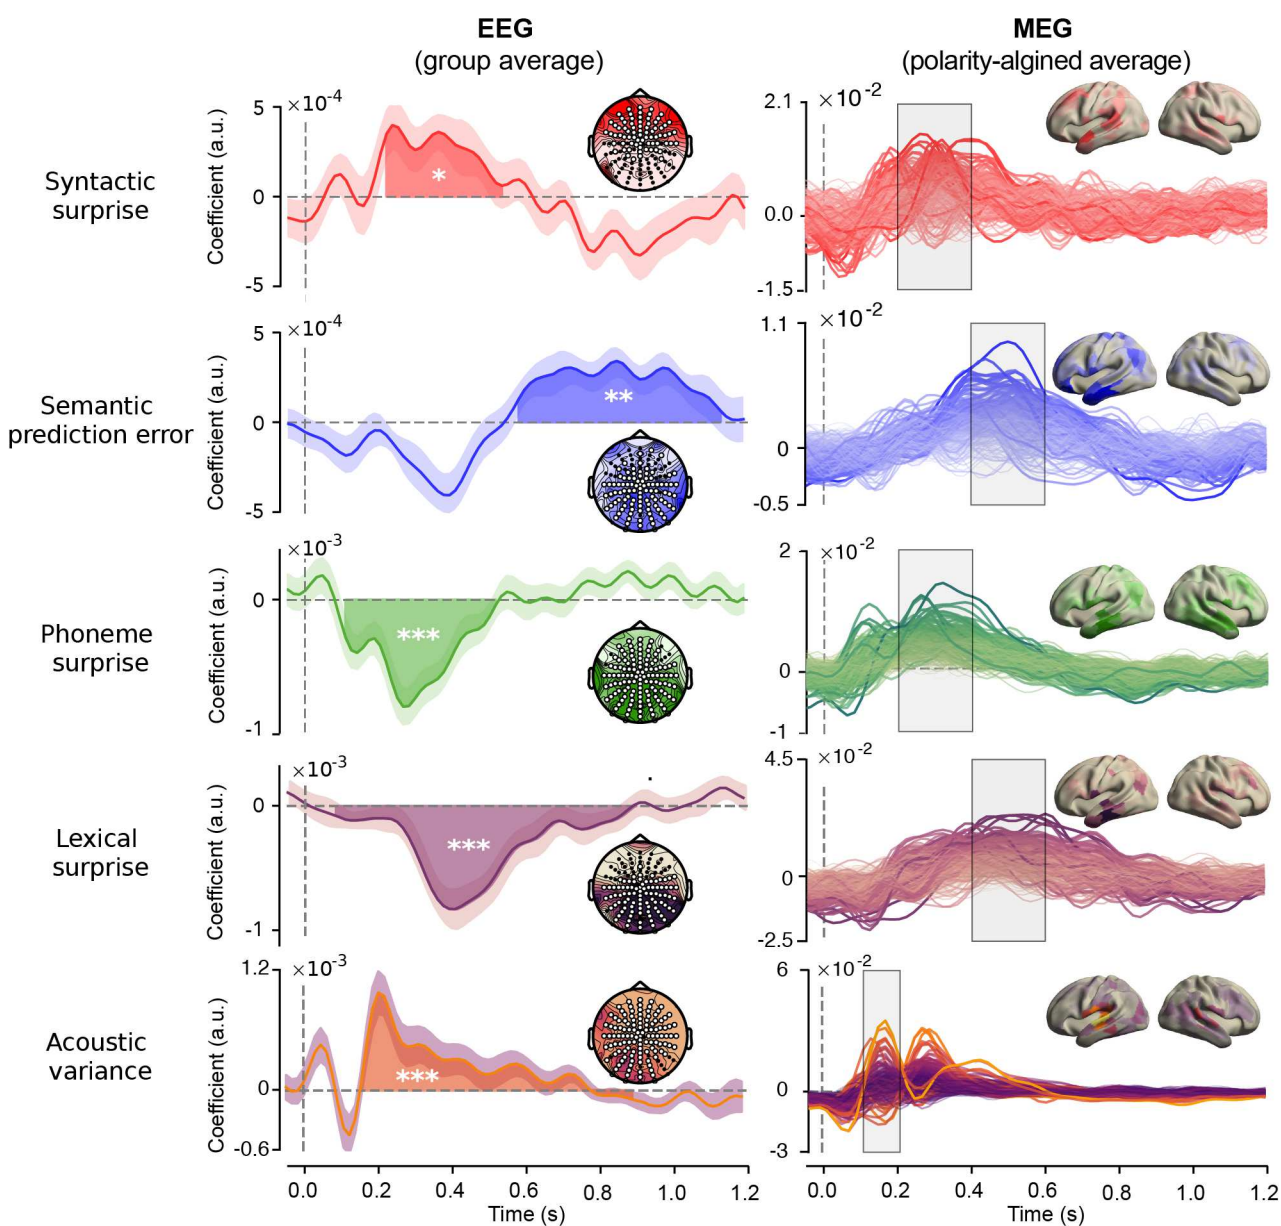 EEG
(group average)
MEG
(polarity-algined average)
Syntactic
surprise
Coefficient (a.u.)
5
×10-4
0
-5
*
2.1
×10-2
0.0
-1.5
Semantic
prediction error
Coefficient (a.u.)
5
×10-4
0
-5
**
1.1
×10-2
0
-0.5
Phoneme
surprise
Coefficient (a.u.)
×10-3
0
-1
***
2
×10-2
0
-1
Lexical
surprise
Coefficient (a.u.)
×10-3
0
-1
***
4.5
×10-2
0
-2.5
Acoustic
variance
Coefficient (a.u.)
1.2
×10-3
0
-0.6
***
6
×10-2
0
-3
0.0 0.2 0.4 0.6 0.8 1.0 1.2
Time (s)
0.0 0.2 0.4 0.6 0.8 1.0 1.2
Time (s)